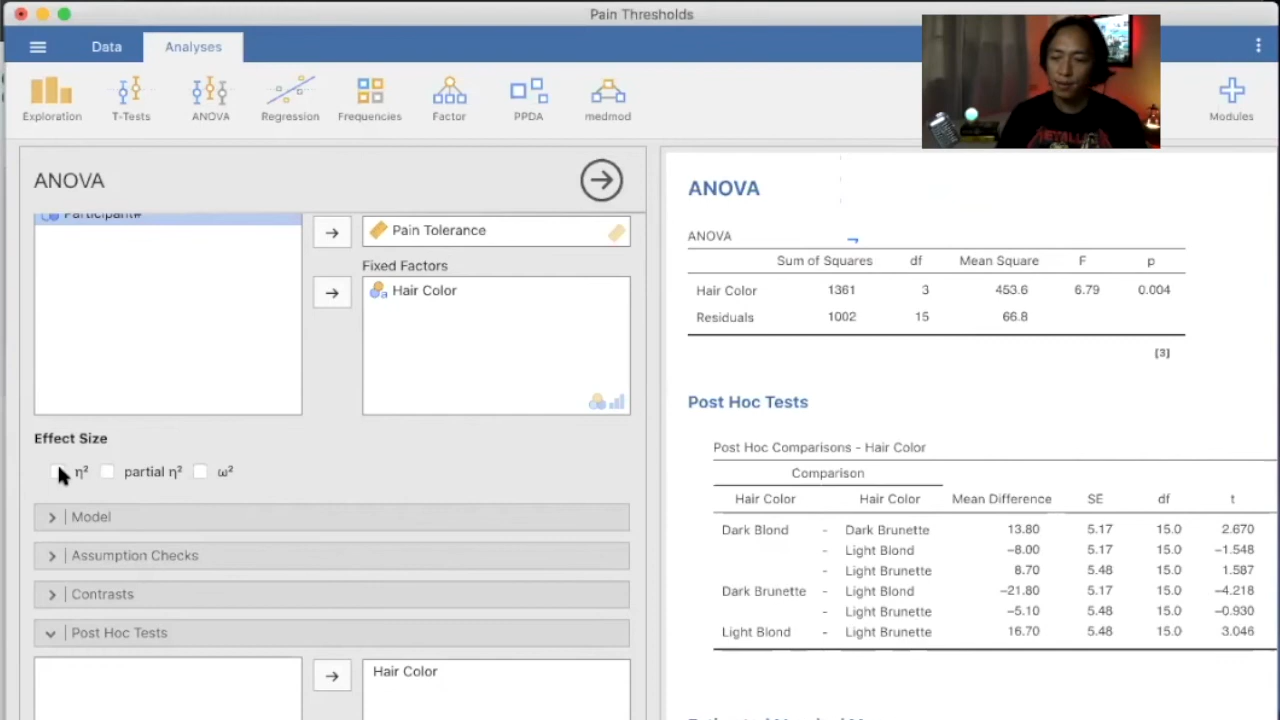 Pain Thresholds
Data
Analyses
Exploration
T-Tests
ANOVA
Regression
Frequencies
Factor
PPDA
medmod
Modules
METALLICA
ANOVA
Participant#
Pain Tolerance
Fixed Factors
Hair Color
Effect Size
η² partial η² ω²
Model
Assumption Checks
Contrasts
Post Hoc Tests
Hair Color
ANOVA
ANOVA
Sum of Squares df Mean Square F p
Hair Color 1361 3 453.6 6.79 0.004
Residuals 1002 15 66.8
[3]
Post Hoc Tests
Post Hoc Comparisons - Hair Color
Comparison
Hair Color Hair Color Mean Difference SE df t
Dark Blond - Dark Brunette 13.80 5.17 15.0 2.670
- Light Blond −8.00 5.17 15.0 −1.548
- Light Brunette 8.70 5.48 15.0 1.587
Dark Brunette - Light Blond −21.80 5.17 15.0 −4.218
- Light Brunette −5.10 5.48 15.0 −0.930
Light Blond - Light Brunette 16.70 5.48 15.0 3.046